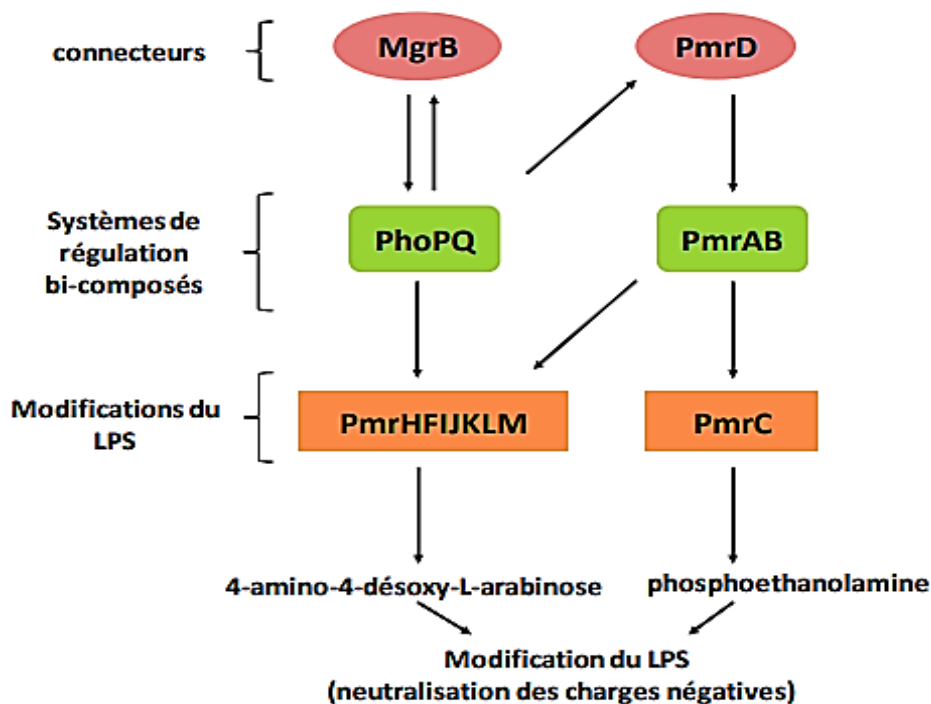 connecteurs
MgrB
PmrD
Systèmes de
régulation
bi-composés
PhoPQ
PmrAB
Modifications du
LPS
PmrHFIJKLM
PmrC
4-amino-4-désoxy-L-arabinose
phosphoethanolamine
Modification du LPS
(neutralisation des charges négatives)